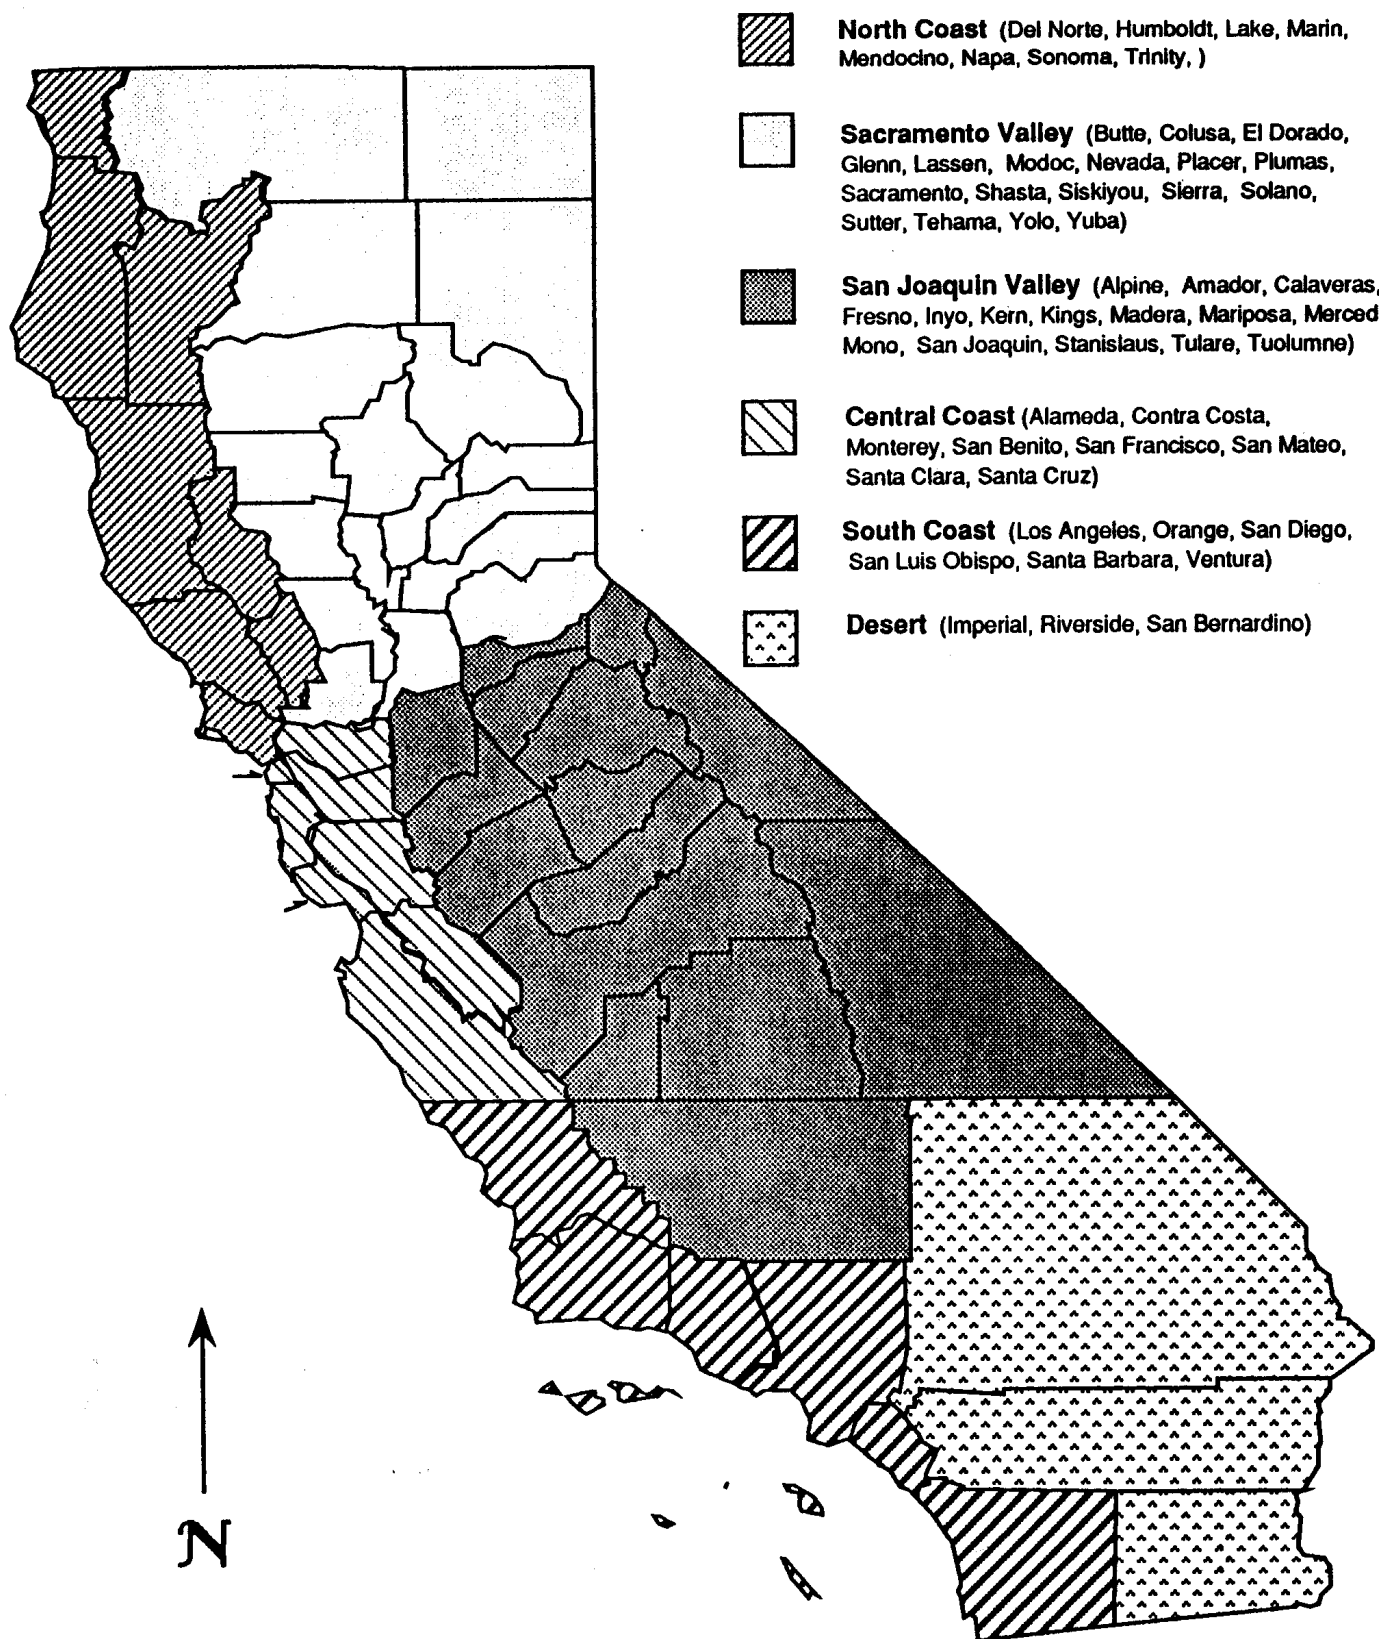 North Coast (Del Norte, Humboldt, Lake, Marin,
Mendocino, Napa, Sonoma, Trinity, )
Sacramento Valley (Butte, Colusa, El Dorado,
Glenn, Lassen, Modoc, Nevada, Placer, Plumas,
Sacramento, Shasta, Siskiyou, Sierra, Solano,
Sutter, Tehama, Yolo, Yuba)
San Joaquin Valley (Alpine, Amador, Calaveras,
Fresno, Inyo, Kern, Kings, Madera, Mariposa, Merced
Mono, San Joaquin, Stanislaus, Tulare, Tuolumne)
Central Coast (Alameda, Contra Costa,
Monterey, San Benito, San Francisco, San Mateo,
Santa Clara, Santa Cruz)
South Coast (Los Angeles, Orange, San Diego,
San Luis Obispo, Santa Barbara, Ventura)
Desert (Imperial, Riverside, San Bernardino)
N